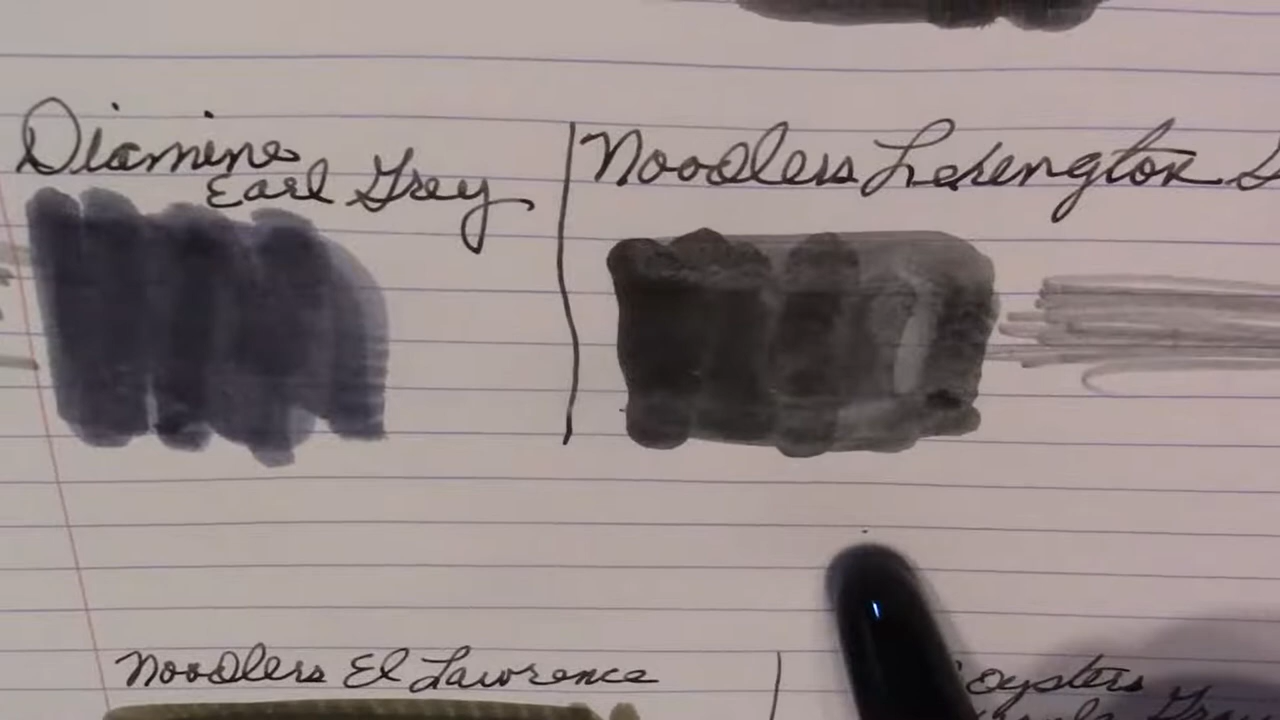 Diamine
Earl Grey
Noodlers Lexington
Noodlers El Lawrence
oysters